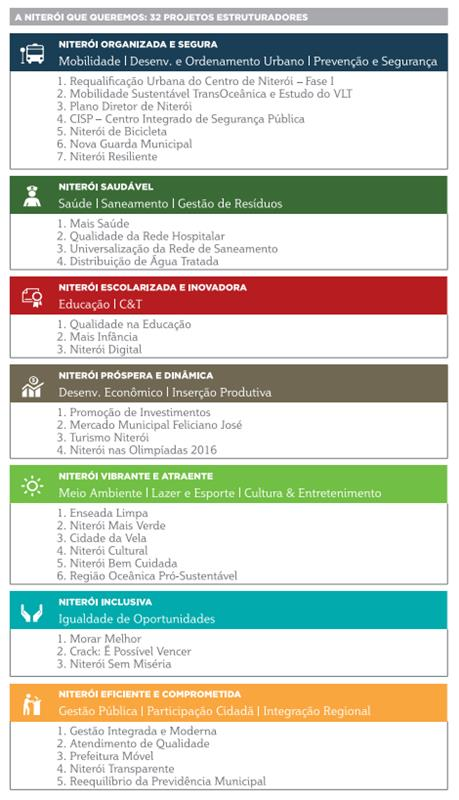 A NITERÓI QUE QUEREMOS: 32 PROJETOS ESTRUTURADORES
NITERÓI ORGANIZADA E SEGURA
Mobilidade | Desenv. e Ordenamento Urbano | Prevenção e Segurança
1. Requalificação Urbana do Centro de Niterói – Fase I
2. Mobilidade Sustentável TransOceânica e Estudo do VLT
3. Plano Diretor de Niterói
4. CISP – Centro Integrado de Segurança Pública
5. Niterói de Bicicleta
6. Nova Guarda Municipal
7. Niterói Resiliente
NITERÓI SAUDÁVEL
Saúde | Saneamento | Gestão de Resíduos
1. Mais Saúde
2. Qualidade da Rede Hospitalar
3. Universalização da Rede de Saneamento
4. Distribuição de Água Tratada
NITERÓI ESCOLARIZADA E INOVADORA
Educação | C&T
1. Qualidade na Educação
2. Mais Infância
3. Niterói Digital
NITERÓI PRÓSPERA E DINÂMICA
Desenv. Econômico | Inserção Produtiva
1. Promoção de Investimentos
2. Mercado Municipal Feliciano José
3. Turismo Niterói
4. Niterói nas Olimpíadas 2016
NITERÓI VIBRANTE E ATRAENTE
Meio Ambiente | Lazer e Esporte | Cultura & Entretenimento
1. Enseada Limpa
2. Niterói Mais Verde
3. Cidade da Vela
4. Niterói Cultural
5. Niterói Bem Cuidada
6. Região Oceânica Pró-Sustentável
NITERÓI INCLUSIVA
Igualdade de Oportunidades
1. Morar Melhor
2. Crack: É Possível Vencer
3. Niterói Sem Miséria
NITERÓI EFICIENTE E COMPROMETIDA
Gestão Pública | Participação Cidadã | Integração Regional
1. Gestão Integrada e Moderna
2. Atendimento de Qualidade
3. Prefeitura Móvel
4. Niterói Transparente
5. Reequilíbrio da Previdência Municipal